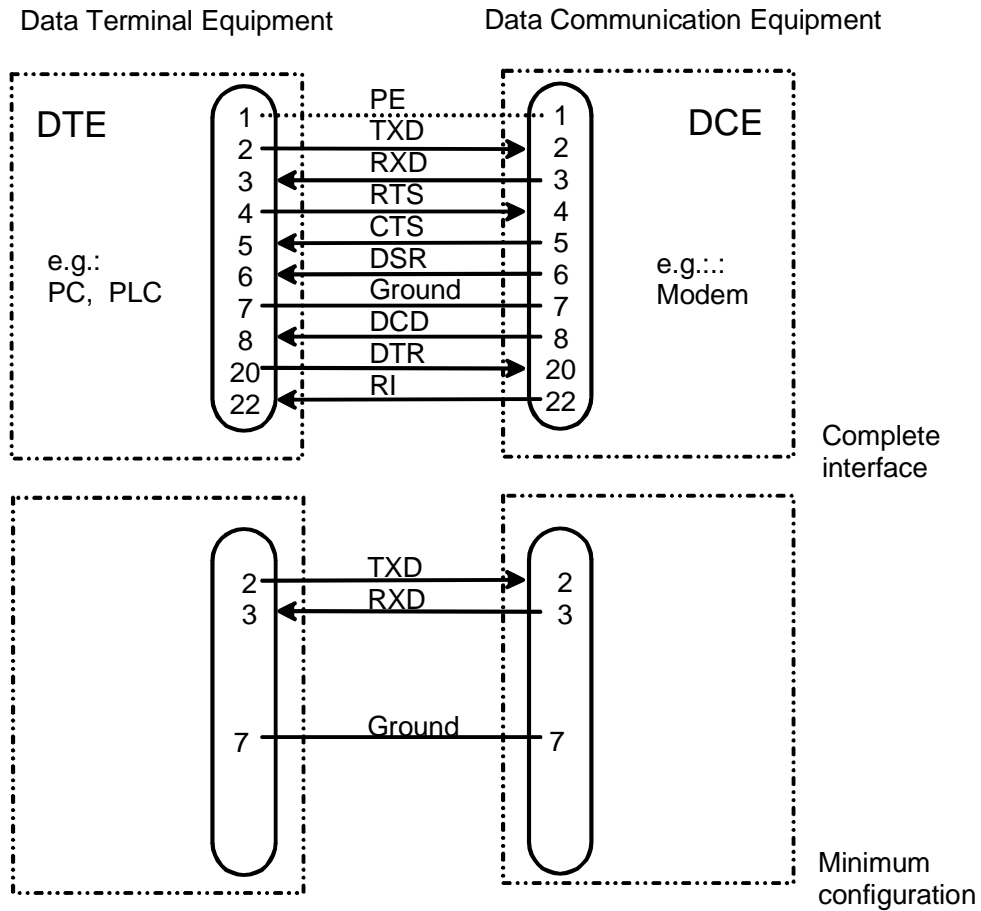 Data Terminal Equipment
Data Communication Equipment
DTE
DCE
1 PE 1
2 TXD 2
3 RXD 3
4 RTS 4
5 CTS 5
6 DSR 6
7 Ground 7
8 DCD 8
20 DTR 20
22 RI 22
e.g.:
PC, PLC
e.g.:.:
Modem
Complete
interface
2 TXD 2
3 RXD 3
7 Ground 7
Minimum
configuration